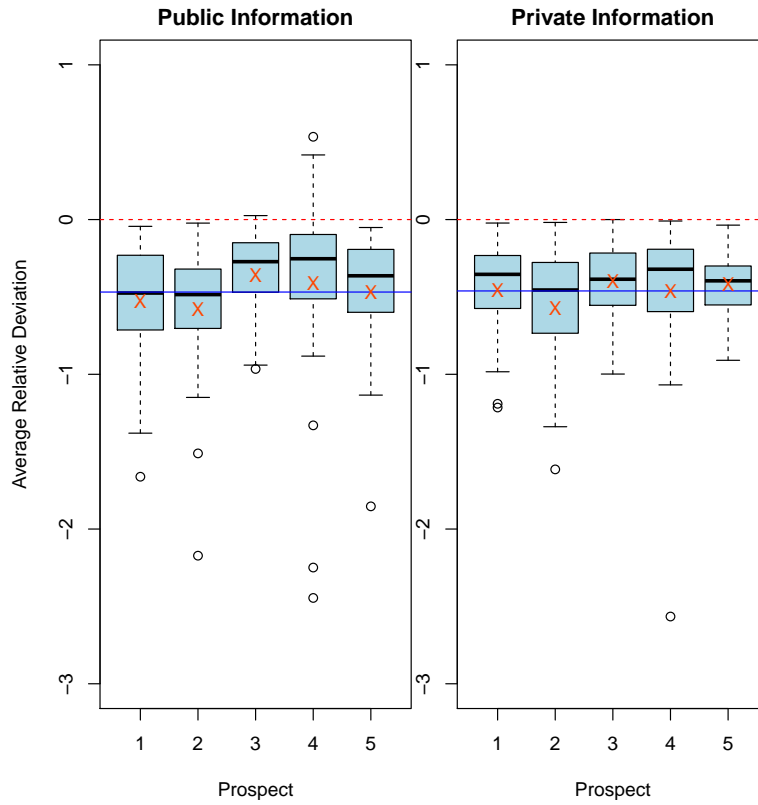 Public Information
Private Information
Average Relative Deviation
1
0
−1
−2
−3
X
X
X
X
X
1 2 3 4 5
Prospect
1
0
−1
−2
−3
X
X
X
X
X
1 2 3 4 5
Prospect